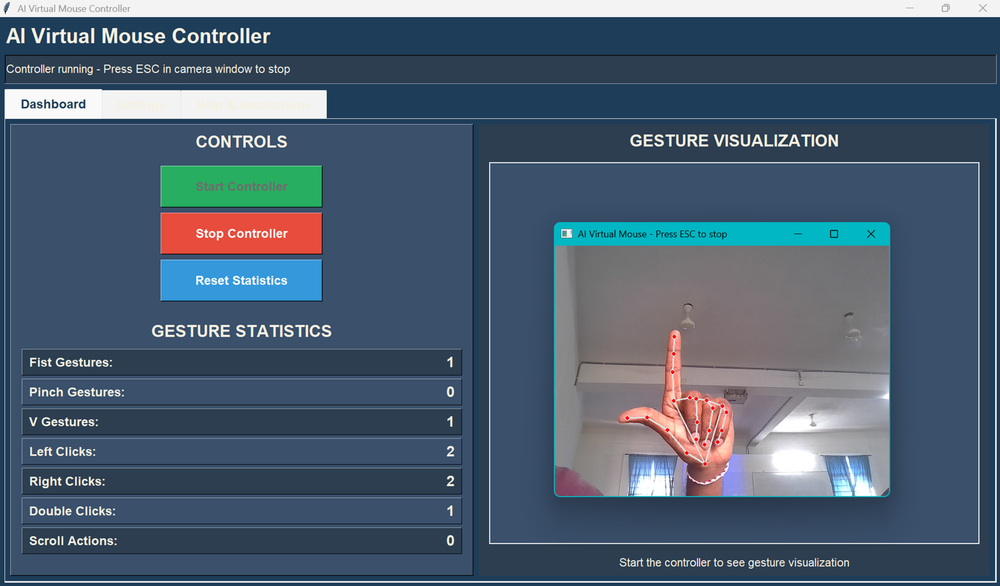 AI Virtual Mouse Controller
AI Virtual Mouse Controller
Controller running - Press ESC in camera window to stop
Dashboard
Settings
Help & Instructions
CONTROLS
Start Controller
Stop Controller
Reset Statistics
GESTURE STATISTICS
Fist Gestures: 1
Pinch Gestures: 0
V Gestures: 1
Left Clicks: 2
Right Clicks: 2
Double Clicks: 1
Scroll Actions: 0
GESTURE VISUALIZATION
AI Virtual Mouse - Press ESC to stop
Start the controller to see gesture visualization